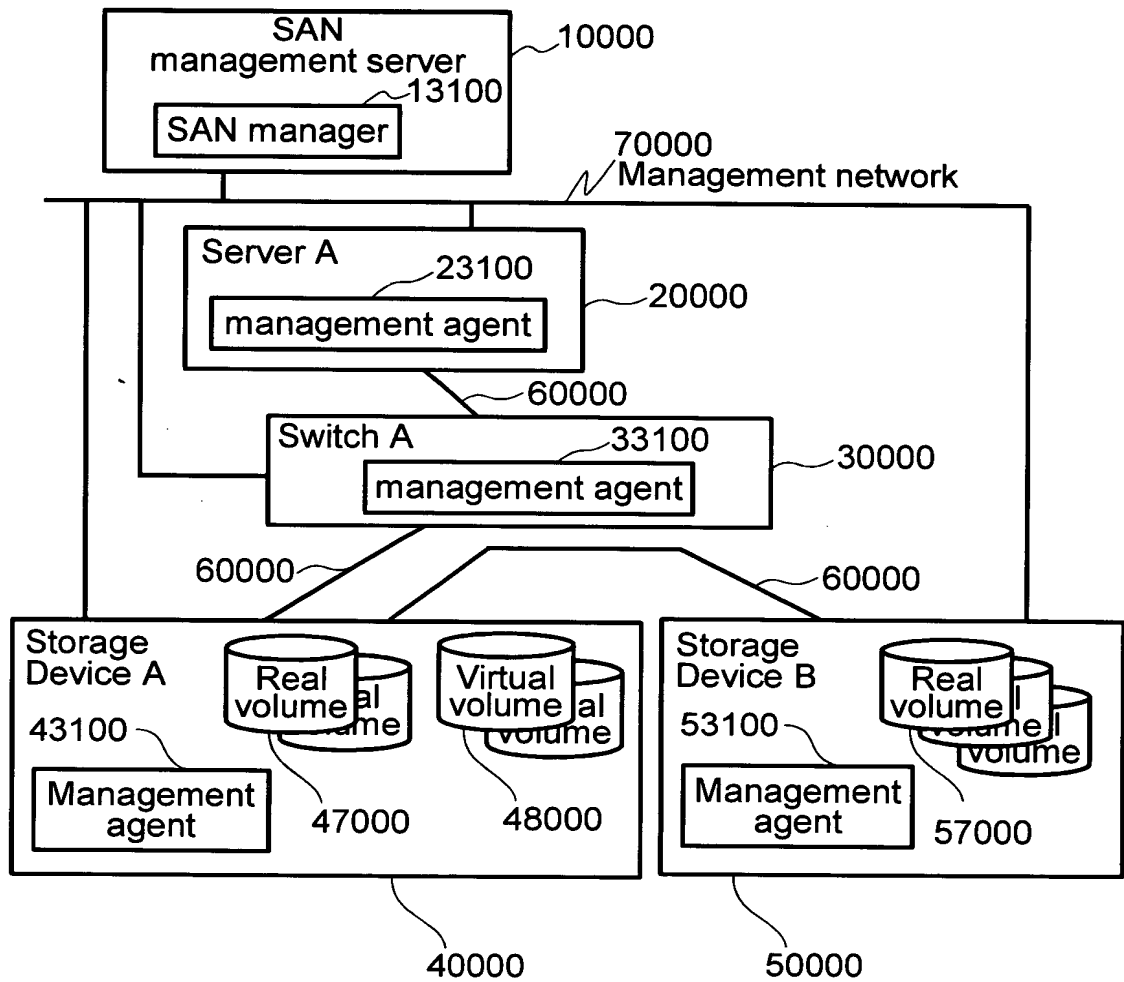 SAN
management server
10000
13100
SAN manager
70000
Management network
Server A
23100
management agent
20000
60000
Switch A
33100
management agent
30000
60000
60000
Storage
Device A
Real
volume
Virtual
volume
43100
Management
agent
47000
48000
40000
Storage
Device B
Real
volume
53100
Management
agent
57000
50000